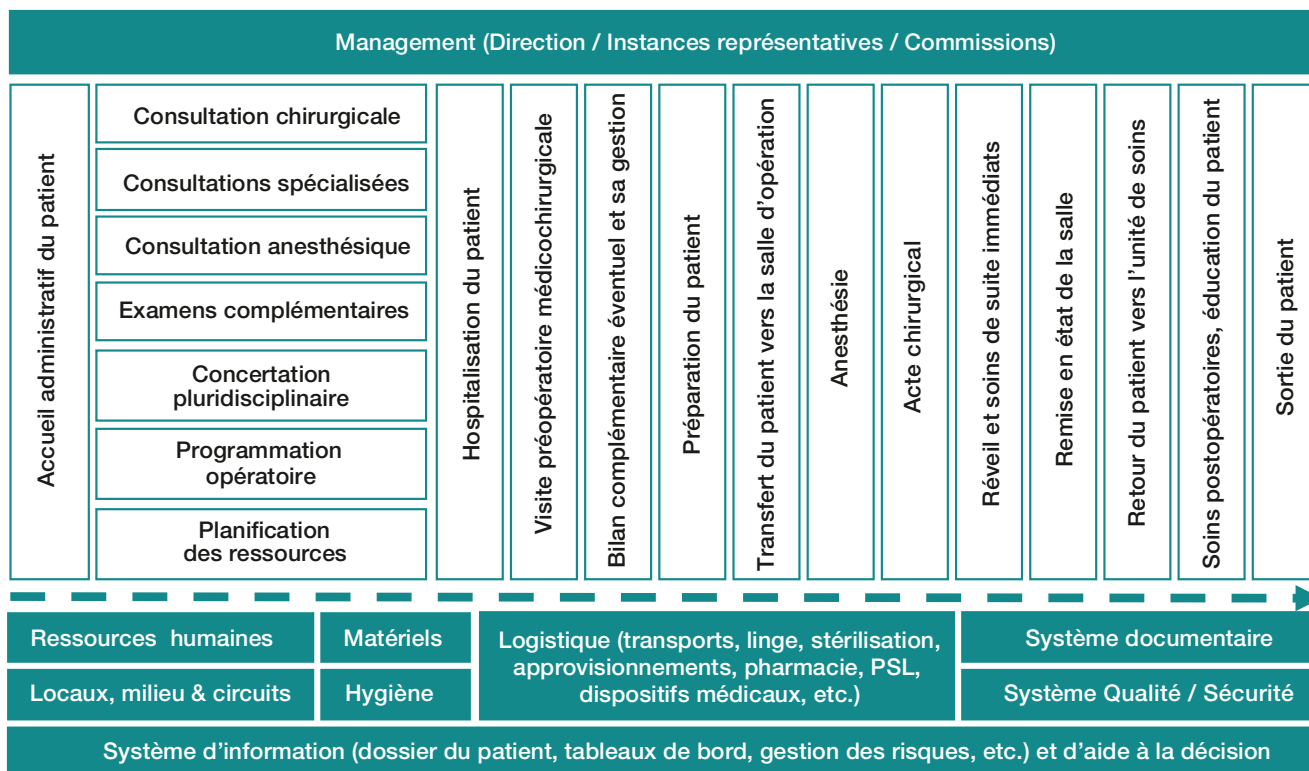 Management (Direction / Instances représentatives / Commissions)
Accueil administratif du patient
Consultation chirurgicale
Consultations spécialisées
Consultation anesthésique
Examens complémentaires
Concertation
pluridisciplinaire
Programmation
opératoire
Planification
des ressources
Hospitalisation du patient
Visite préopératoire médicochirurgicale
Bilan complémentaire éventuel et sa gestion
Préparation du patient
Transfert du patient vers la salle d’opération
Anesthésie
Acte chirurgical
Réveil et soins de suite immédiats
Remise en état de la salle
Retour du patient vers l’unité de soins
Soins postopératoires, éducation du patient
Sortie du patient
Ressources humaines
Matériels
Logistique (transports, linge, stérilisation,
approvisionnements, pharmacie, PSL,
dispositifs médicaux, etc.)
Système documentaire
Locaux, milieu & circuits
Hygiène
Système Qualité / Sécurité
Système d’information (dossier du patient, tableaux de bord, gestion des risques, etc.) et d’aide à la décision